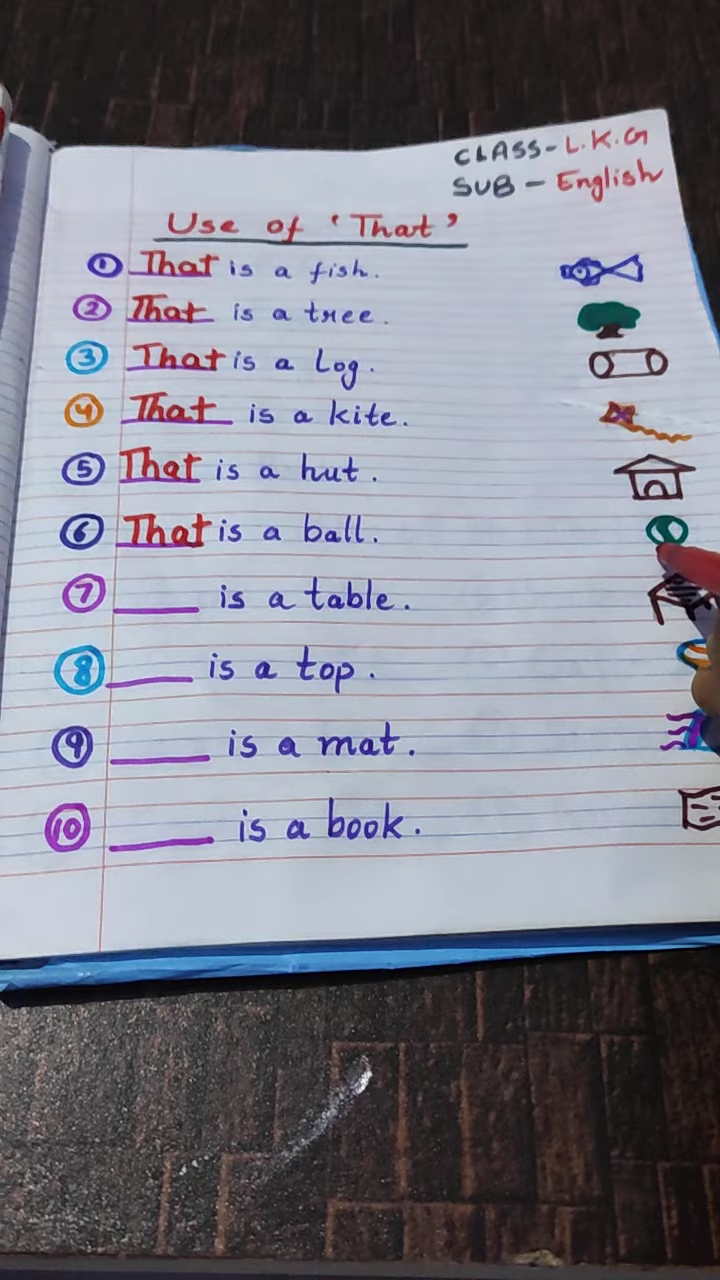 CLASS-L.K.G
SUB - English
Use of 'That'
① That is a fish.
② That is a tree.
③ That is a Log.
④ That is a kite.
⑤ That is a hut.
⑥ That is a ball.
⑦ ____ is a table.
⑧ ____ is a top.
⑨ ____ is a mat.
⑩ ____ is a book.